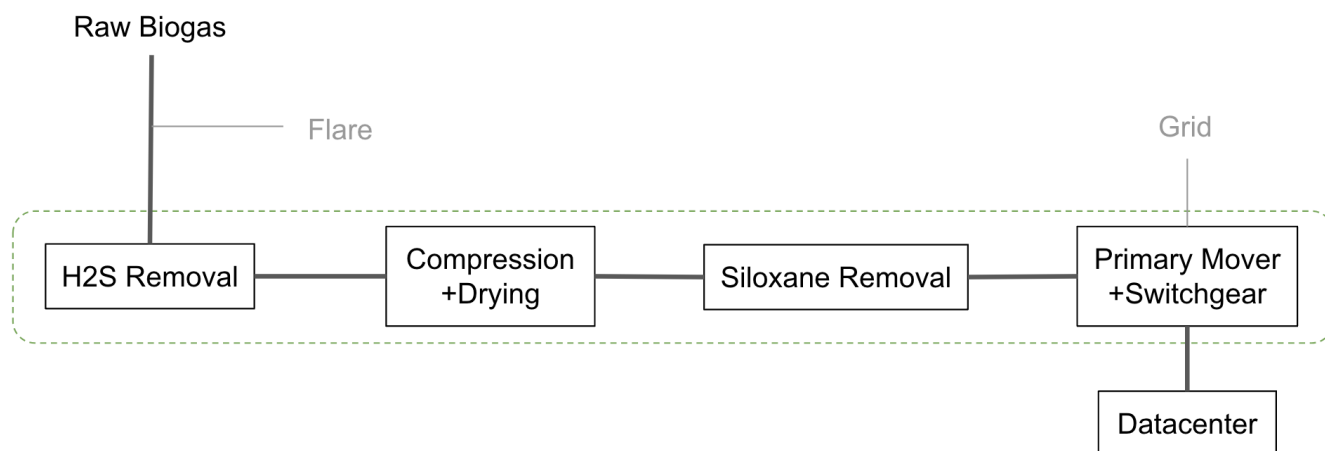 Raw Biogas
Flare
Grid
H2S Removal
Compression
+Drying
Siloxane Removal
Primary Mover
+Switchgear
Datacenter